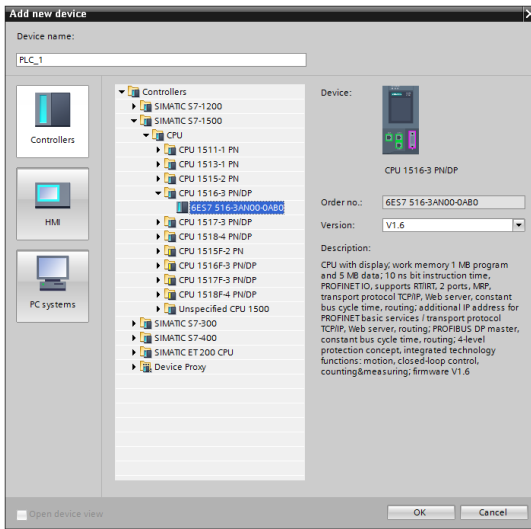 Add new device
Device name:
PLC_1
Controllers
HMI
PC systems
Controllers
SIMATIC S7-1200
SIMATIC S7-1500
CPU
CPU 1511-1 PN
CPU 1513-1 PN
CPU 1515-2 PN
CPU 1516-3 PN/DP
6ES7 516-3AN00-0AB0
CPU 1517-3 PN/DP
CPU 1518-4 PN/DP
CPU 1515F-2 PN
CPU 1516F-3 PN/DP
CPU 1517F-3 PN/DP
CPU 1518F-4 PN/DP
Unspecified CPU 1500
SIMATIC S7-300
SIMATIC S7-400
SIMATIC ET 200 CPU
Device Proxy
Device:
CPU 1516-3 PN/DP
Order no.:
6ES7 516-3AN00-0AB0
Version:
V1.6
Description:
CPU with display; work memory 1 MB program
and 5 MB data; 10 ns bit instruction time,
PROFINET IO, supports RT/IRT, 2 ports, MRP,
transport protocol TCP/IP, Web server, constant
bus cycle time, routing; additional IP address for
PROFINET basic services / transport protocol
TCP/IP, Web server, routing; PROFIBUS DP master,
constant bus cycle time, routing; 4-level
protection concept, integrated technology
functions: motion, closed-loop control,
counting&measuring; firmware V1.6
Open device view
OK
Cancel